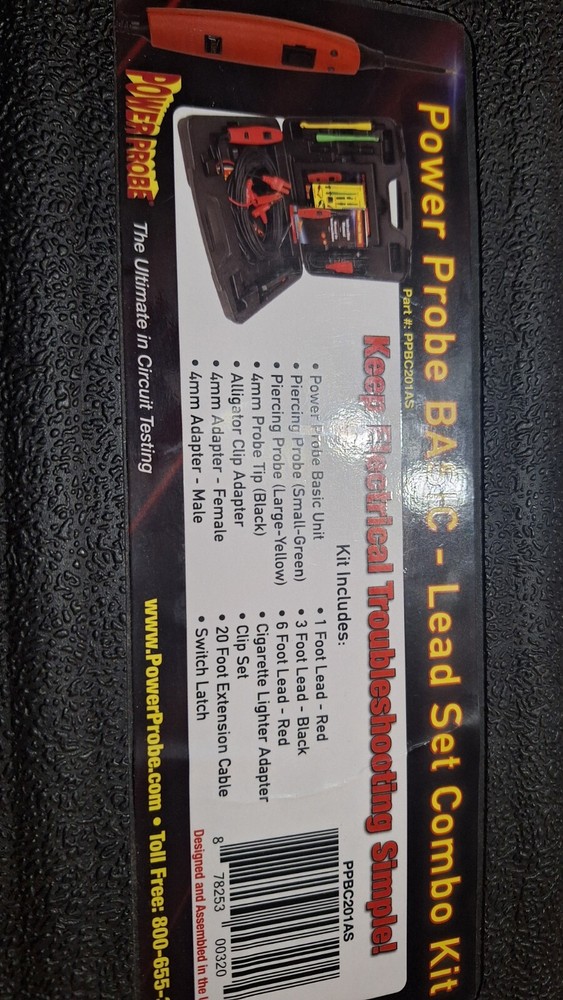 Power Probe BASIC - Lead Set Combo Kit
Part #: PPBC201AS
Keep Electrical Troubleshooting Simple!
Kit Includes:
• Power Probe Basic Unit
• Piercing Probe (Small-Green)
• Piercing Probe (Large-Yellow)
• 4mm Probe Tip (Black)
• Alligator Clip Adapter
• 4mm Adapter - Female
• 4mm Adapter - Male
• 1 Foot Lead - Red
• 3 Foot Lead - Black
• 6 Foot Lead - Red
• Cigarette Lighter Adapter
• Clip Set
• 20 Foot Extension Cable
• Switch Latch
PPBC201AS
8 78253 00320
Designed and Assembled in the
POWER PROBE
The Ultimate in Circuit Testing
www.PowerProbe.com • Toll Free: 800-655-